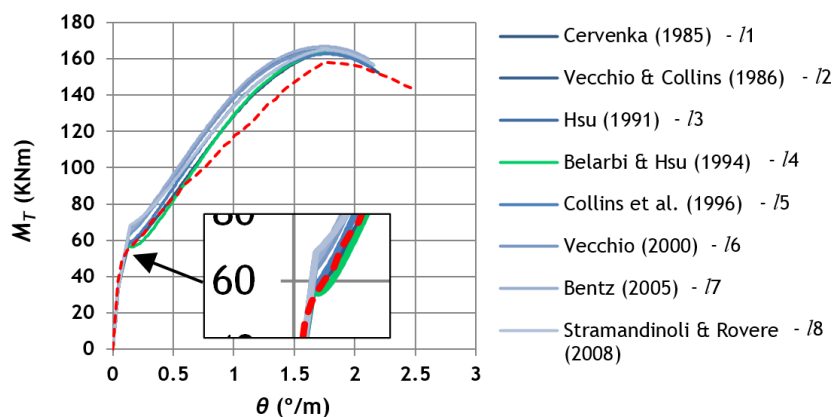 180
160
140
120
100
80
60
40
20
0
M_T (KNm)
0 0.5 1 1.5 2 2.5 3
θ (º/m)
60
Cervenka (1985) - l1
Vecchio & Collins (1986) - l2
Hsu (1991) - l3
Belarbi & Hsu (1994) - l4
Collins et al. (1996) - l5
Vecchio (2000) - l6
Bentz (2005) - l7
Stramandinoli & Rovere - l8
(2008)